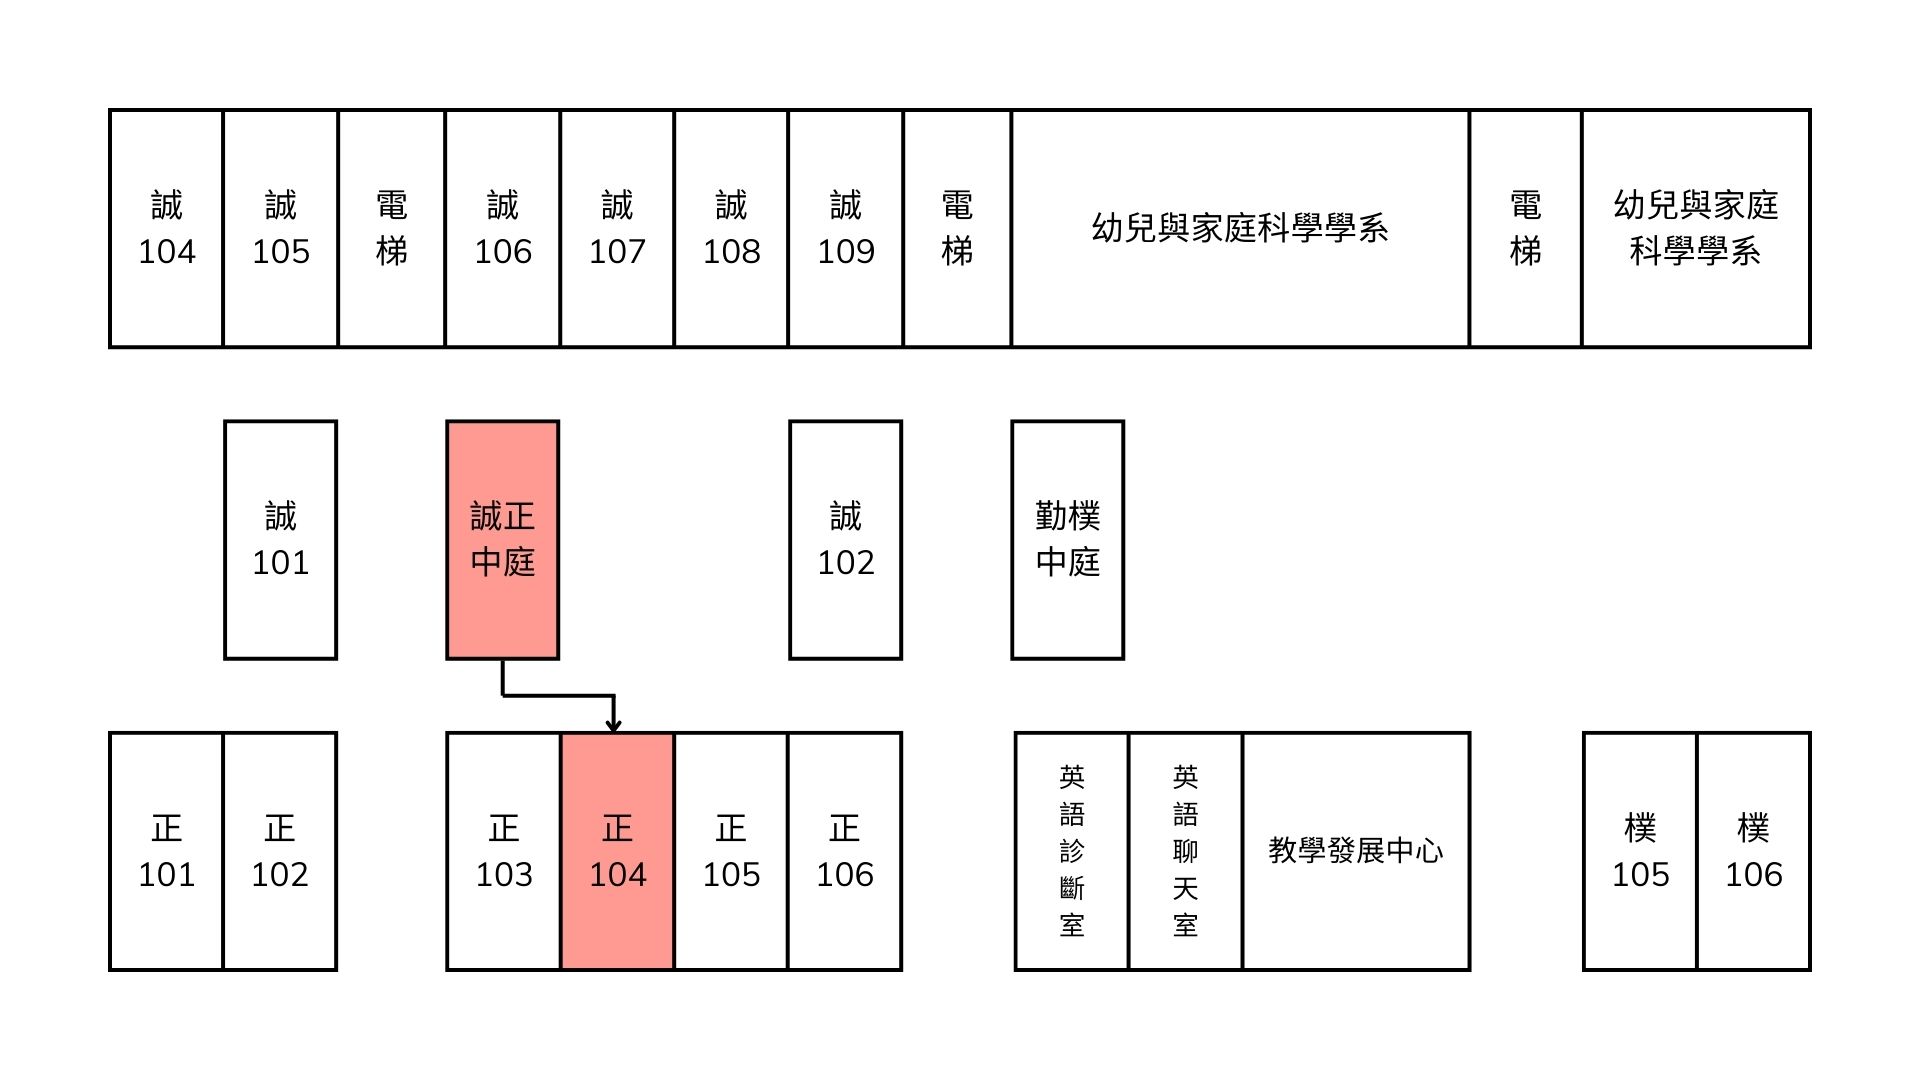 誠
104
誠
105
電
梯
誠
106
誠
107
誠
108
誠
109
電
梯
幼兒與家庭科學學系
電
梯
幼兒與家庭
科學學系
誠
101
誠正
中庭
誠
102
勤樸
中庭
正
101
正
102
正
103
正
104
正
105
正
106
英
語
診
斷
室
英
語
聊
天
室
教學發展中心
樸
105
樸
106